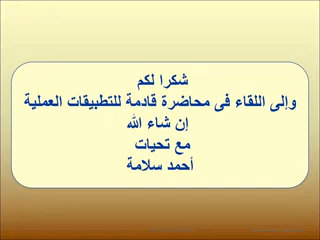 شكرا لكم
وإلى اللقاء فى محاضرة قادمة للتطبيقات العملية
إن شاء الله
مع تحيات
أحمد سلامة